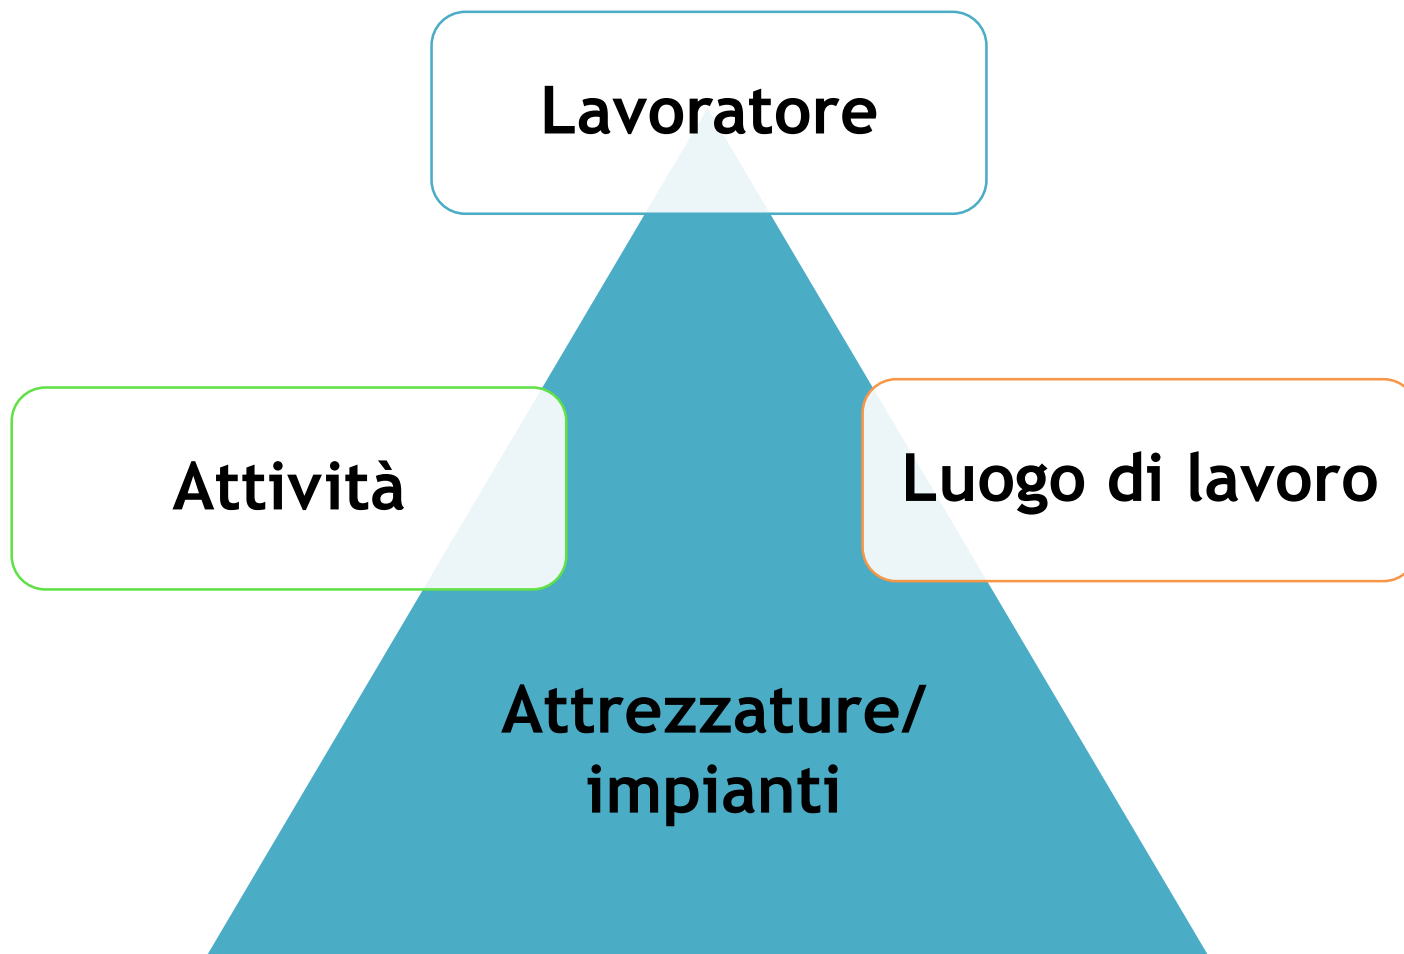 Lavoratore
Attività
Luogo di lavoro
Attrezzature/
impianti